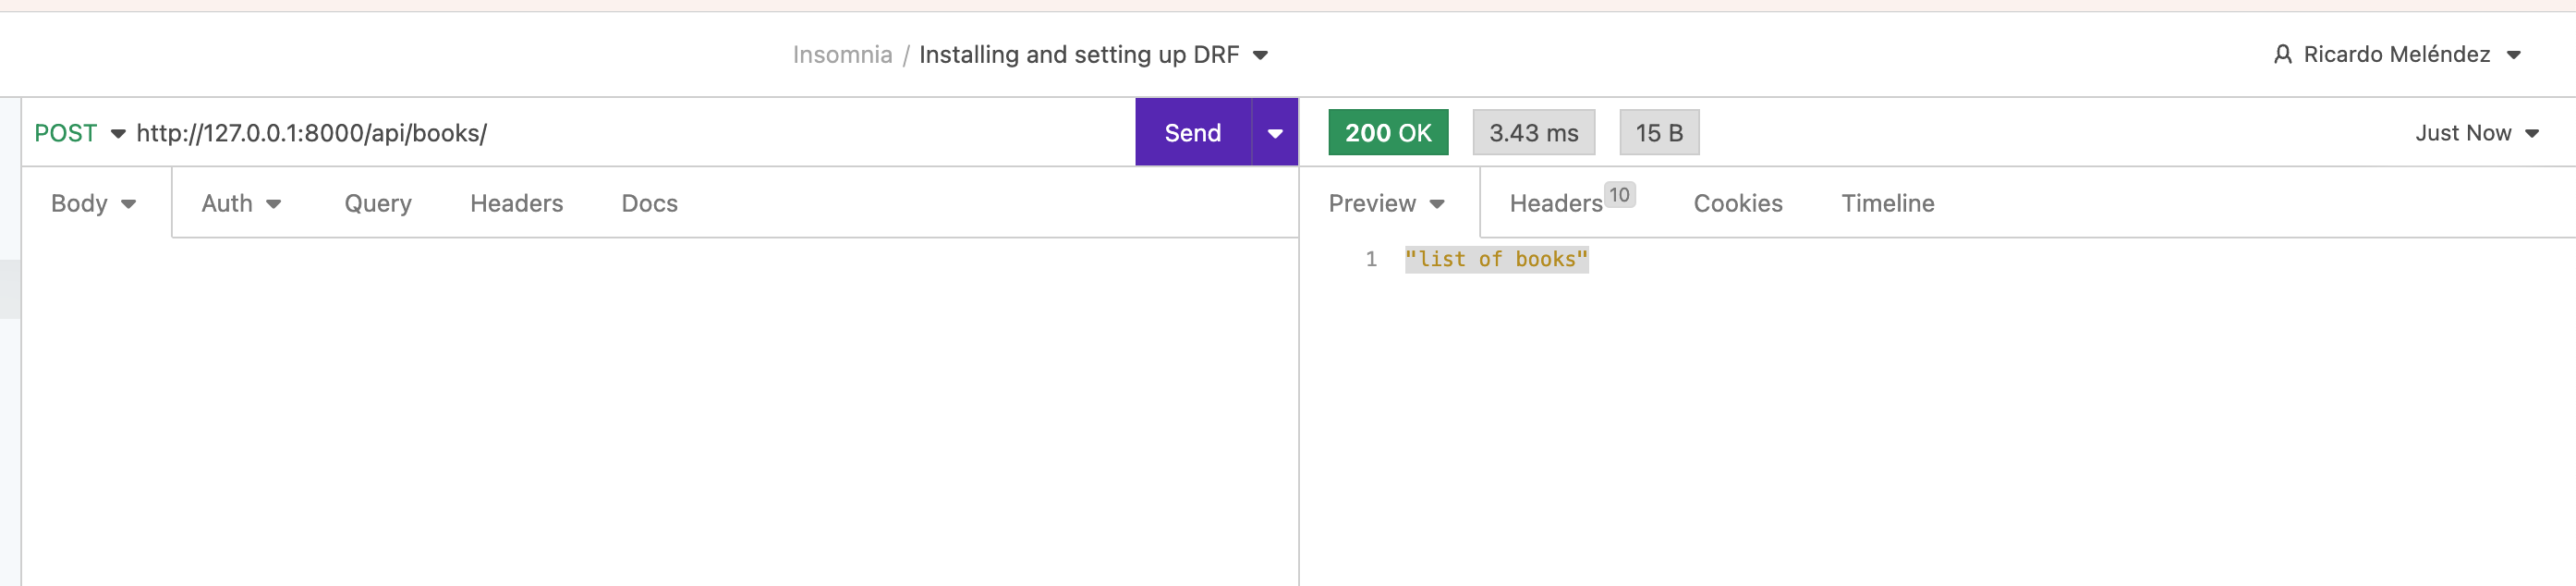 Insomnia / Installing and setting up DRF
Ricardo Meléndez
POST http://127.0.0.1:8000/api/books/
Send
200 OK
3.43 ms
15 B
Just Now
Body
Auth
Query
Headers
Docs
Preview
Headers 10
Cookies
Timeline
1 "list of books"